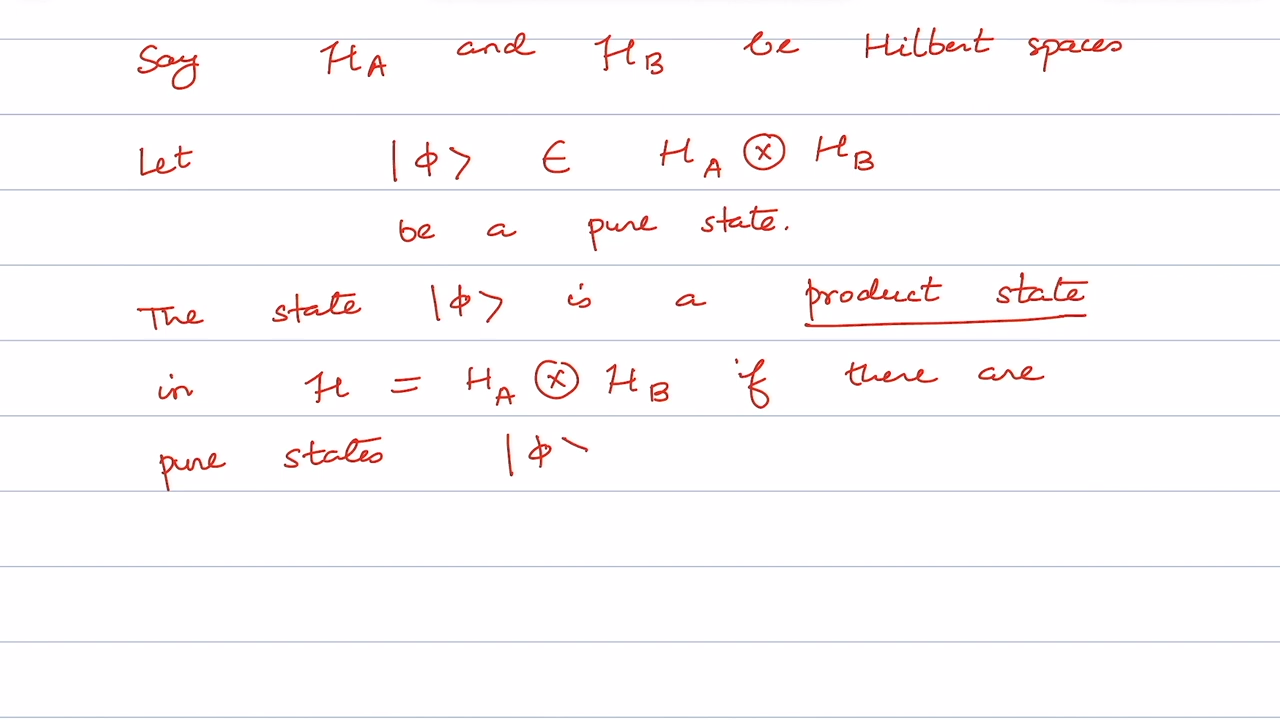 Say H_A and H_B be Hilbert spaces
Let |ϕ> ∈ H_A ⊗ H_B
be a pure state.
The state |ϕ> is a product state
in H = H_A ⊗ H_B if there are
pure states |ϕ\